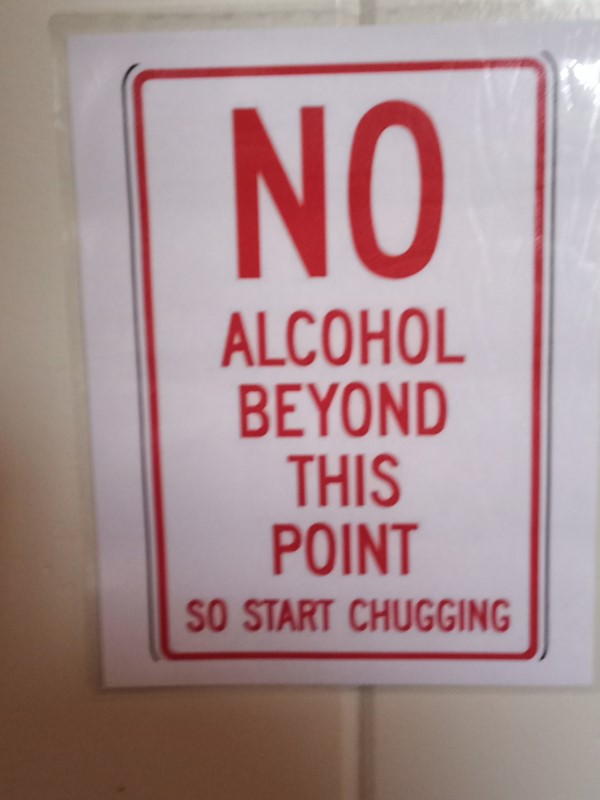 NO
ALCOHOL
BEYOND
THIS
POINT
SO START CHUGGING